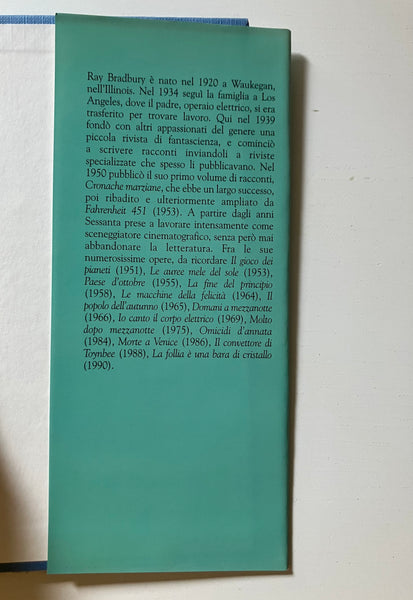 Ray Bradbury è nato nel 1920 a Waukegan,
nell'Illinois. Nel 1934 seguì la famiglia a Los
Angeles, dove il padre, operaio elettrico, si era
trasferito per trovare lavoro. Qui nel 1939
fondò con altri appassionati del genere una
piccola rivista di fantascienza, e cominciò
a scrivere racconti inviandoli a riviste
specializzate che spesso li pubblicavano. Nel
1950 pubblicò il suo primo volume di racconti,
Cronache marziane, che ebbe un largo successo,
poi ribadito e ulteriormente ampliato da
Fahrenheit 451 (1953). A partire dagli anni
Sessanta prese a lavorare intensamente come
sceneggiatore cinematografico, senza però mai
abbandonare la letteratura. Fra le sue
numerosissime opere, da ricordare Il gioco dei
pianeti (1951), Le auree mele del sole (1953),
Paese d'ottobre (1955), La fine del principio
(1958), Le macchine della felicità (1964), Il
popolo dell'autunno (1965), Domani a mezzanotte
(1966), Io canto il corpo elettrico (1969), Molto
dopo mezzanotte (1975), Omicidi d'annata
(1984), Morte a Venice (1986), Il convettore di
Toynbee (1988), La follia è una bara di cristallo
(1990).